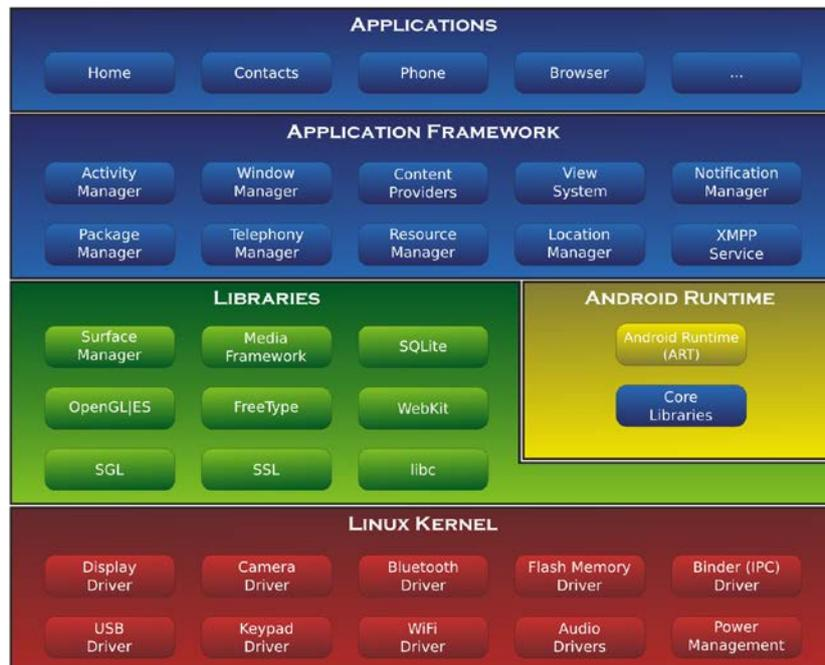 APPLICATIONS
Home
Contacts
Phone
Browser
...
APPLICATION FRAMEWORK
Activity
Manager
Window
Manager
Content
Providers
View
System
Notification
Manager
Package
Manager
Telephony
Manager
Resource
Manager
Location
Manager
XMPP
Service
LIBRARIES
Surface
Manager
Media
Framework
SQLite
OpenGL|ES
FreeType
WebKit
SGL
SSL
libc
ANDROID RUNTIME
Android Runtime
(ART)
Core
Libraries
LINUX KERNEL
Display
Driver
Camera
Driver
Bluetooth
Driver
Flash Memory
Driver
Binder (IPC)
Driver
USB
Driver
Keypad
Driver
WiFi
Driver
Audio
Drivers
Power
Management